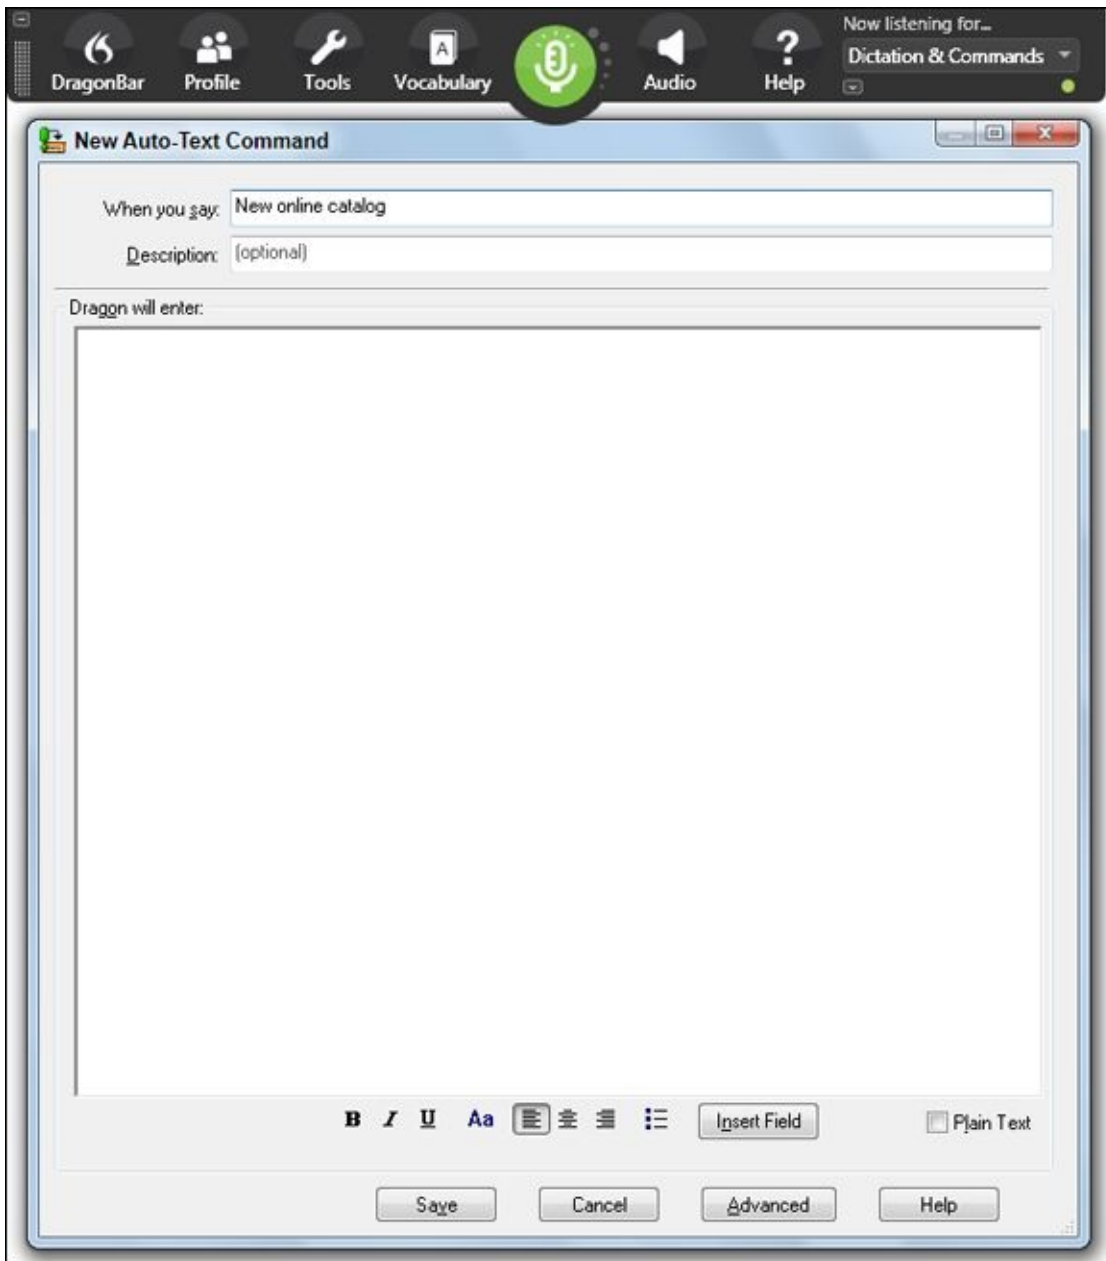 Now listening for...
DragonBar Profile Tools Vocabulary Audio Help Dictation & Commands
New Auto-Text Command
When you say: New online catalog
Description: (optional)
Dragon will enter:
B I U Aa Insert Field Plain Text
Save Cancel Advanced Help